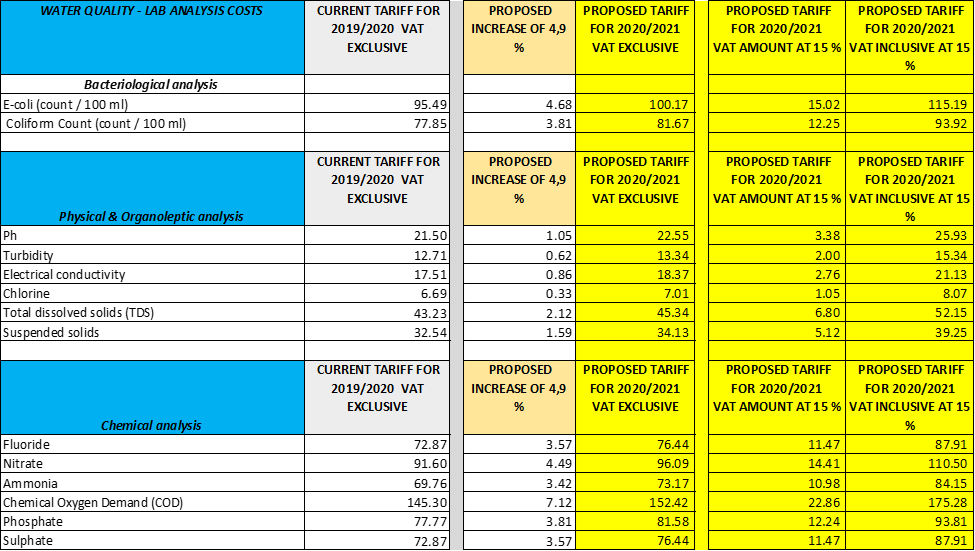 WATER QUALITY - LAB ANALYSIS COSTS CURRENT TARIFF FOR 2019/2020 VAT EXCLUSIVE PROPOSED INCREASE OF 4,9 % PROPOSED TARIFF FOR 2020/2021 VAT EXCLUSIVE PROPOSED TARIFF FOR 2020/2021 VAT AMOUNT AT 15 % PROPOSED TARIFF FOR 2020/2021 VAT INCLUSIVE AT 15 %
Bacteriological analysis
E-coli (count / 100 ml) 95.49 4.68 100.17 15.02 115.19
Coliform Count (count / 100 ml) 77.85 3.81 81.67 12.25 93.92
Physical & Organoleptic analysis CURRENT TARIFF FOR 2019/2020 VAT EXCLUSIVE PROPOSED INCREASE OF 4,9 % PROPOSED TARIFF FOR 2020/2021 VAT EXCLUSIVE PROPOSED TARIFF FOR 2020/2021 VAT AMOUNT AT 15 % PROPOSED TARIFF FOR 2020/2021 VAT INCLUSIVE AT 15 %
Ph 21.50 1.05 22.55 3.38 25.93
Turbidity 12.71 0.62 13.34 2.00 15.34
Electrical conductivity 17.51 0.86 18.37 2.76 21.13
Chlorine 6.69 0.33 7.01 1.05 8.07
Total dissolved solids (TDS) 43.23 2.12 45.34 6.80 52.15
Suspended solids 32.54 1.59 34.13 5.12 39.25
Chemical analysis CURRENT TARIFF FOR 2019/2020 VAT EXCLUSIVE PROPOSED INCREASE OF 4,9 % PROPOSED TARIFF FOR 2020/2021 VAT EXCLUSIVE PROPOSED TARIFF FOR 2020/2021 VAT AMOUNT AT 15 % PROPOSED TARIFF FOR 2020/2021 VAT INCLUSIVE AT 15 %
Fluoride 72.87 3.57 76.44 11.47 87.91
Nitrate 91.60 4.49 96.09 14.41 110.50
Ammonia 69.76 3.42 73.17 10.98 84.15
Chemical Oxygen Demand (COD) 145.30 7.12 152.42 22.86 175.28
Phosphate 77.77 3.81 81.58 12.24 93.81
Sulphate 72.87 3.57 76.44 11.47 87.91